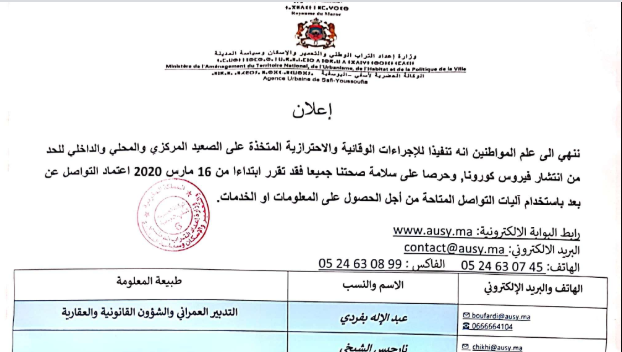 Royaume du Maroc
وزارة إعداد التراب الوطني والتعمير والإسكان وسياسة المدينة
Ministère de l'Aménagement du Territoire National, de l'Urbanisme, de l'Habitat et de la Politique de la Ville
الوكالة الحضرية لآسفي-اليوسفية
Agence Urbaine de Safi-Youssoufia
إعلان
ننهي الى علم المواطنين انه تنفيذا للإجراءات الوقائية والاحترازية المتخذة على الصعيد المركزي والمحلي والداخلي للحد
من انتشار فيروس كورونا, وحرصا على سلامة صحتنا جميعا فقد تقرر ابتداءا من 16 مارس 2020 اعتماد التواصل عن
بعد باستخدام آليات التواصل المتاحة من أجل الحصول على المعلومات او الخدمات.
رابط البوابة الالكترونية: www.ausy.ma
البريد الالكتروني: contact@ausy.ma
الهاتف: 05 24 63 07 45 الفاكس : 05 24 63 08 99
طبيعة المعلومة الاسم والنسب الهاتف والبريد الإلكتروني
التدبير العمراني والشؤون القانونية والعقارية عبد الإله بفردي boufardi@ausy.ma
0666664104
نارجيس الشيخي chikhi@ausy.ma